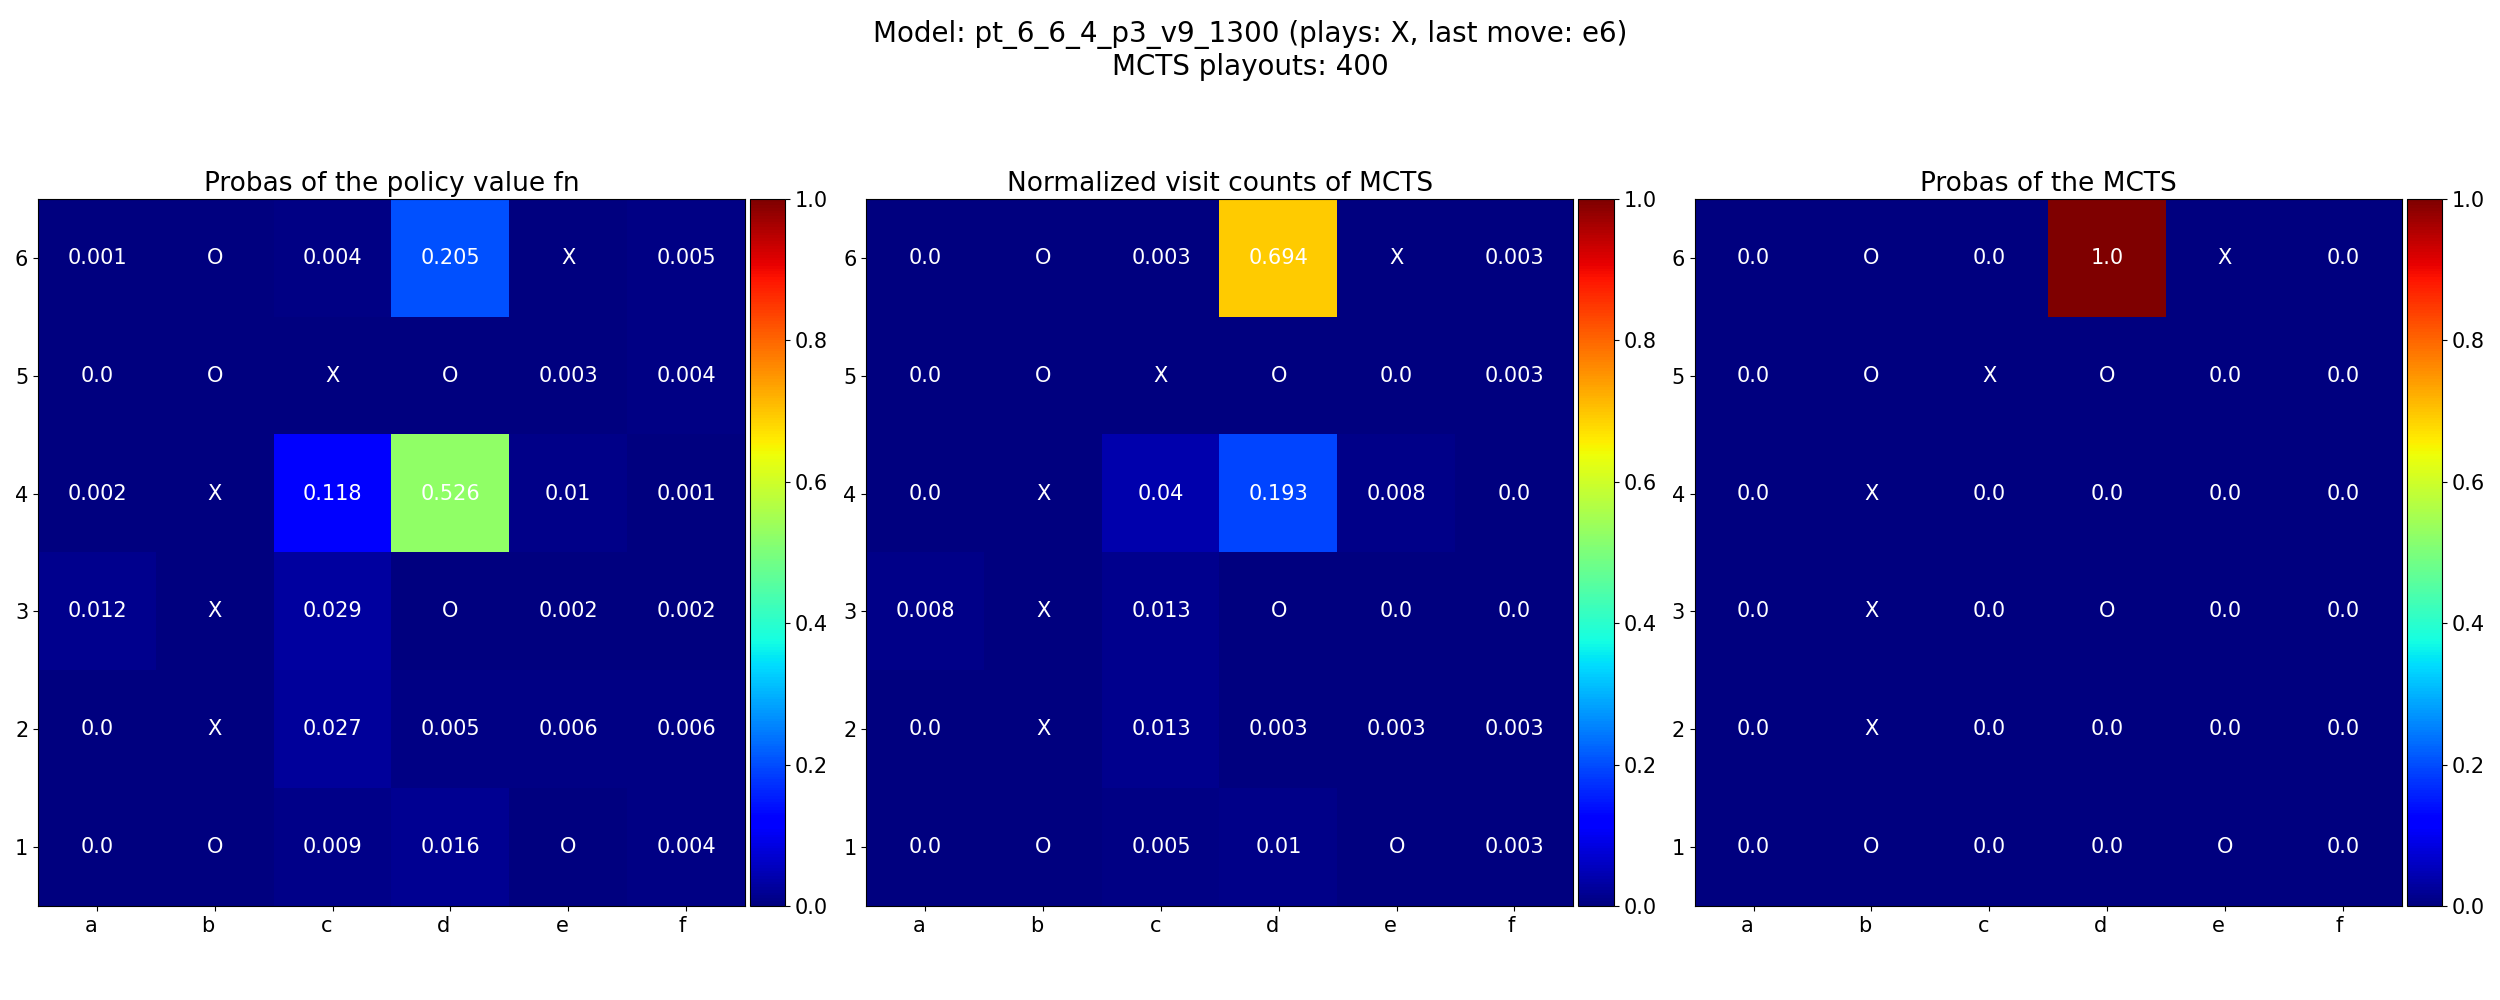 Model: pt_6_6_4_p3_v9_1300 (plays: X, last move: e6)
MCTS playouts: 400
Probas of the policy value fn
6 0.001 O 0.004 0.205 X 0.005
5 0.0 O X O 0.003 0.004
4 0.002 X 0.118 0.526 0.01 0.001
3 0.012 X 0.029 O 0.002 0.002
2 0.0 X 0.027 0.005 0.006 0.006
1 0.0 O 0.009 0.016 O 0.004
a b c d e f
1.0
0.8
0.6
0.4
0.2
0.0
Normalized visit counts of MCTS
6 0.0 O 0.003 0.694 X 0.003
5 0.0 O X O 0.0 0.003
4 0.0 X 0.04 0.193 0.008 0.0
3 0.008 X 0.013 O 0.0 0.0
2 0.0 X 0.013 0.003 0.003 0.003
1 0.0 O 0.005 0.01 O 0.003
a b c d e f
1.0
0.8
0.6
0.4
0.2
0.0
Probas of the MCTS
6 0.0 O 0.0 1.0 X 0.0
5 0.0 O X O 0.0 0.0
4 0.0 X 0.0 0.0 0.0 0.0
3 0.0 X 0.0 O 0.0 0.0
2 0.0 X 0.0 0.0 0.0 0.0
1 0.0 O 0.0 0.0 O 0.0
a b c d e f
1.0
0.8
0.6
0.4
0.2
0.0